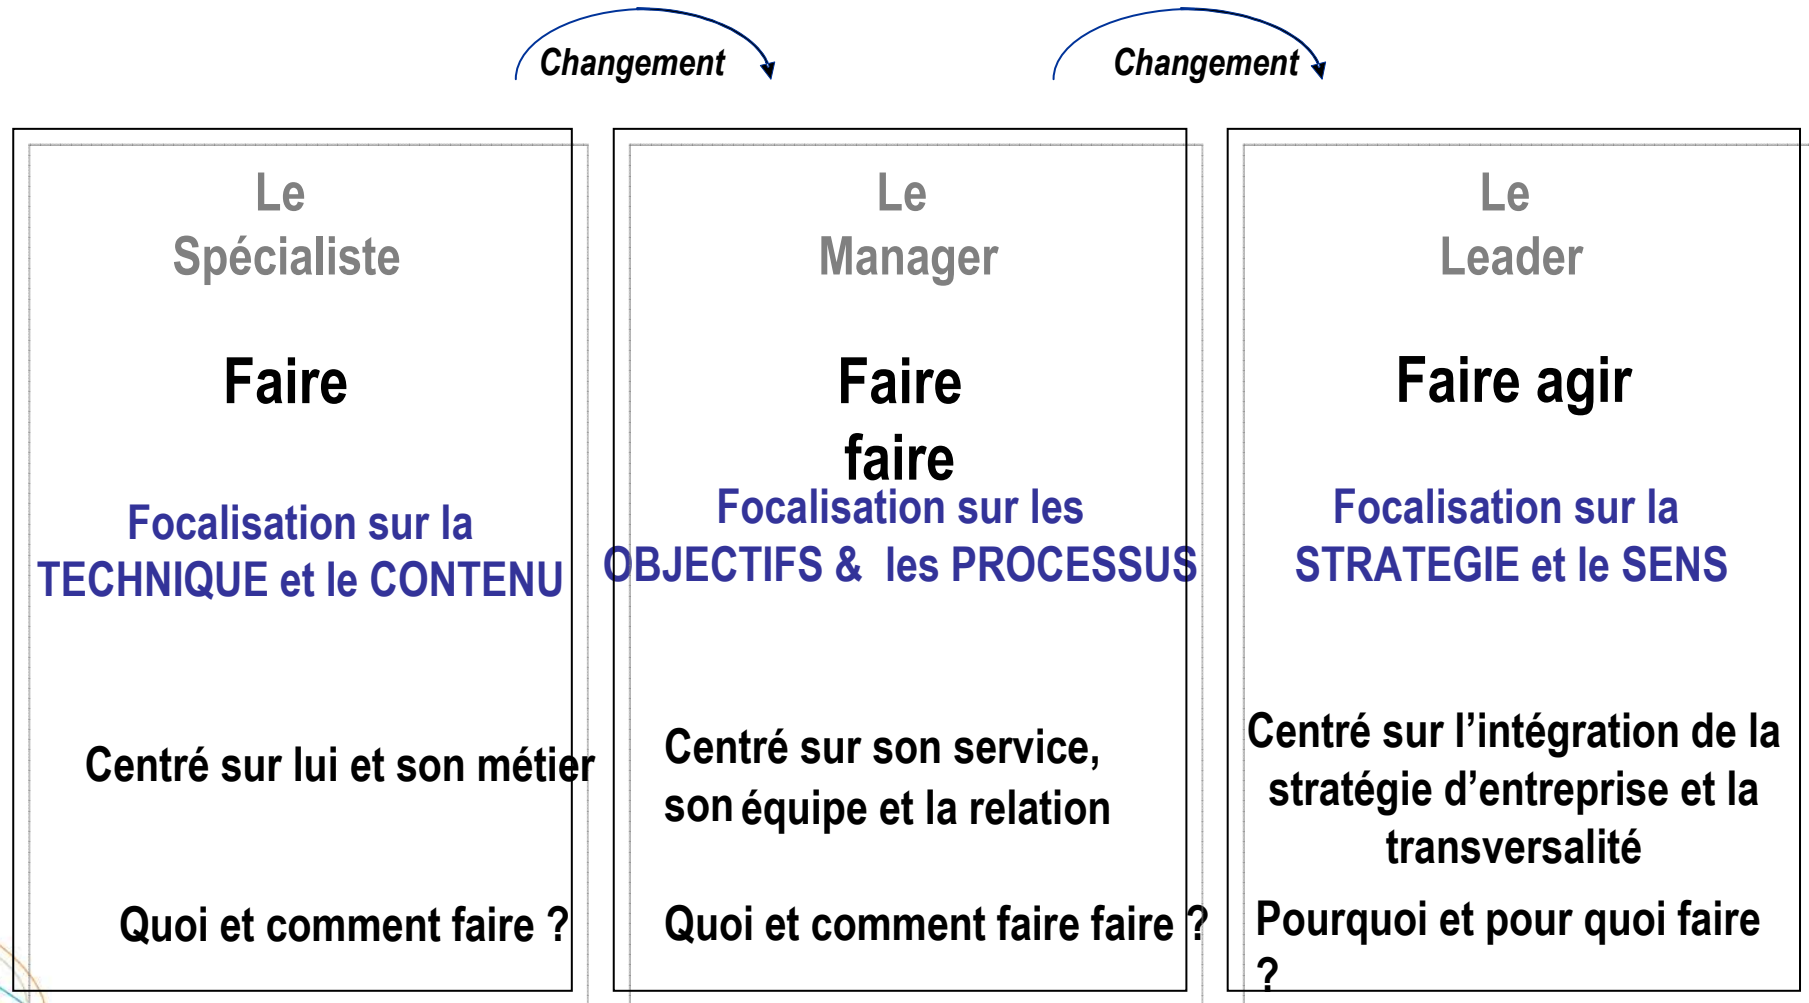 Changement
Changement
Le
Spécialiste
Faire
Focalisation sur la
TECHNIQUE et le CONTENU
Centré sur lui et son métier
Quoi et comment faire ?
Le
Manager
Faire
faire
Focalisation sur les
OBJECTIFS & les PROCESSUS
Centré sur son service,
son équipe et la relation
Quoi et comment faire faire ?
Le
Leader
Faire agir
Focalisation sur la
STRATEGIE et le SENS
Centré sur l’intégration de la
stratégie d’entreprise et la
transversalité
Pourquoi et pour quoi faire
?